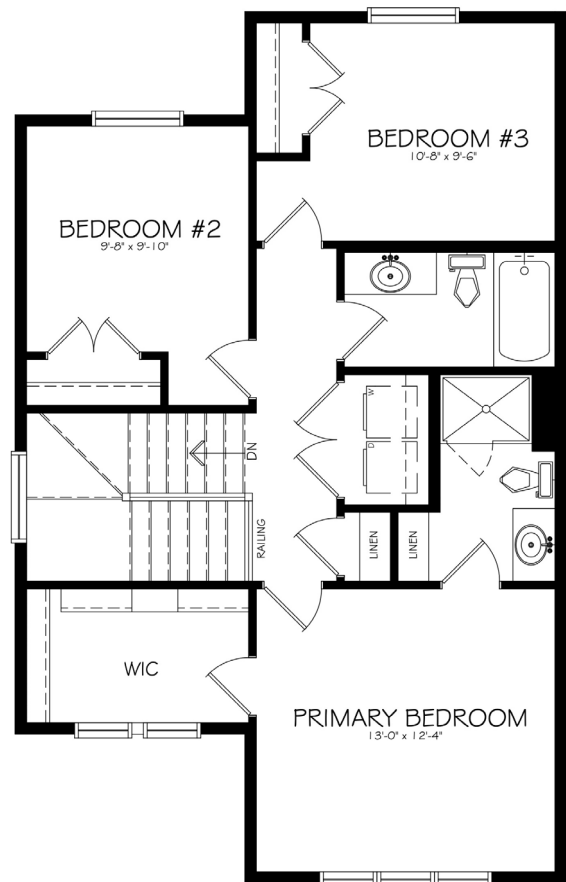 BEDROOM #3
10'-8" x 9'-6"
BEDROOM #2
9'-8" x 9'-10"
W
D
DN
RAILING
LINEN
LINEN
WIC
PRIMARY BEDROOM
13'-0" x 12'-4"